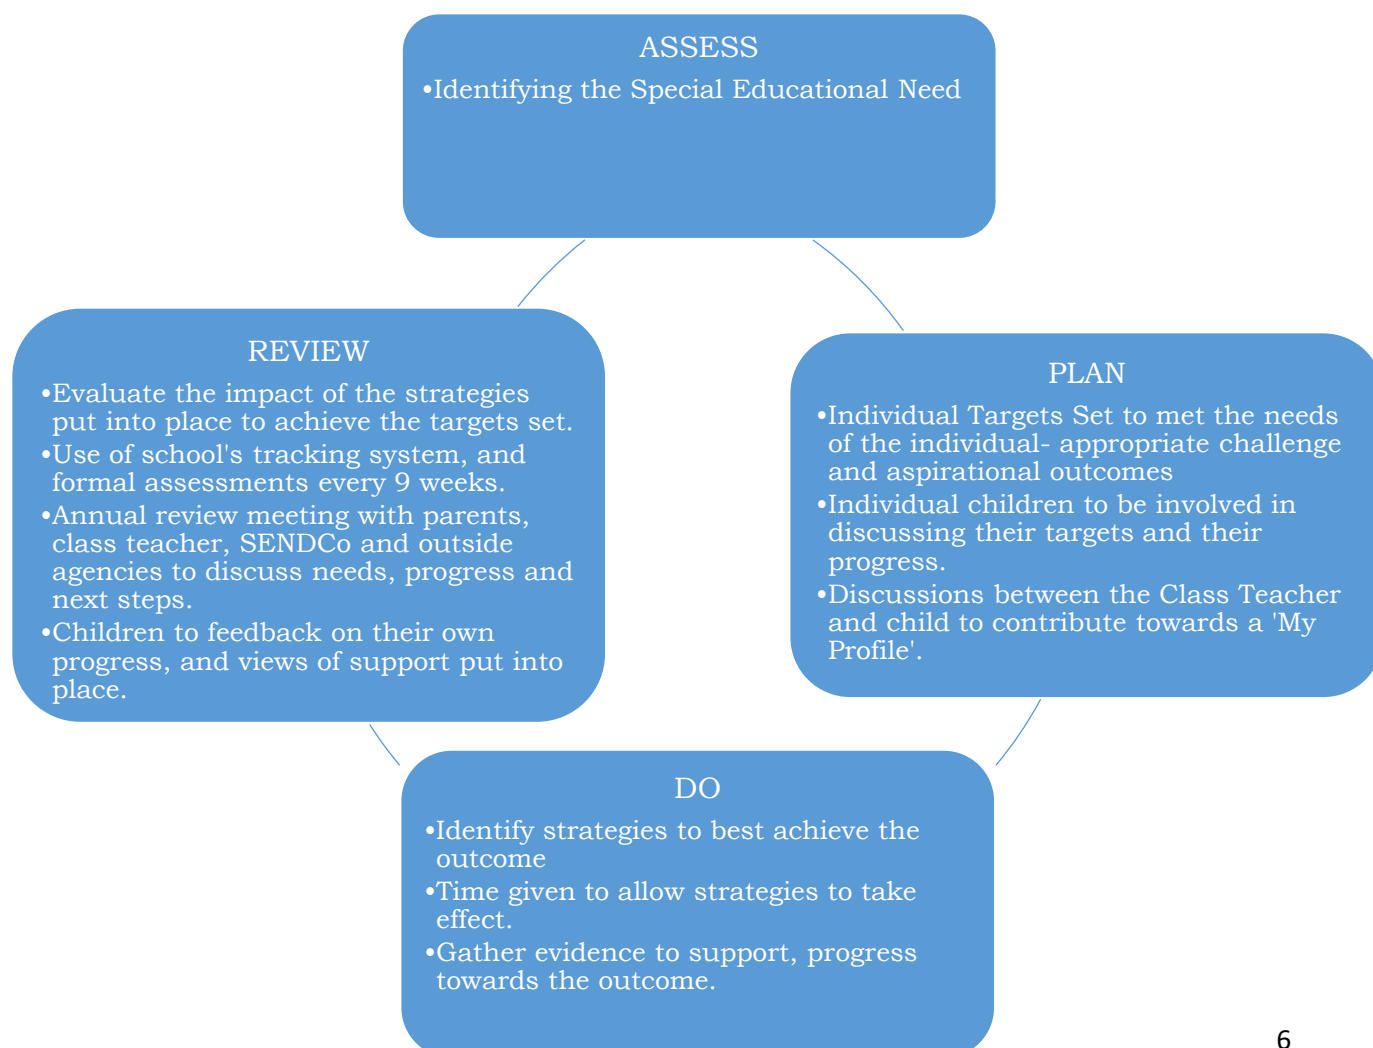 ASSESS
•Identifying the Special Educational Need
REVIEW
•Evaluate the impact of the strategies
put into place to achieve the targets set.
•Use of school's tracking system, and
formal assessments every 9 weeks.
•Annual review meeting with parents,
class teacher, SENDCo and outside
agencies to discuss needs, progress and
next steps.
•Children to feedback on their own
progress, and views of support put into
place.
PLAN
•Individual Targets Set to met the needs
of the individual- appropriate challenge
and aspirational outcomes
•Individual children to be involved in
discussing their targets and their
progress.
•Discussions between the Class Teacher
and child to contribute towards a 'My
Profile'.
DO
•Identify strategies to best achieve the
outcome
•Time given to allow strategies to take
effect.
•Gather evidence to support, progress
towards the outcome.
6